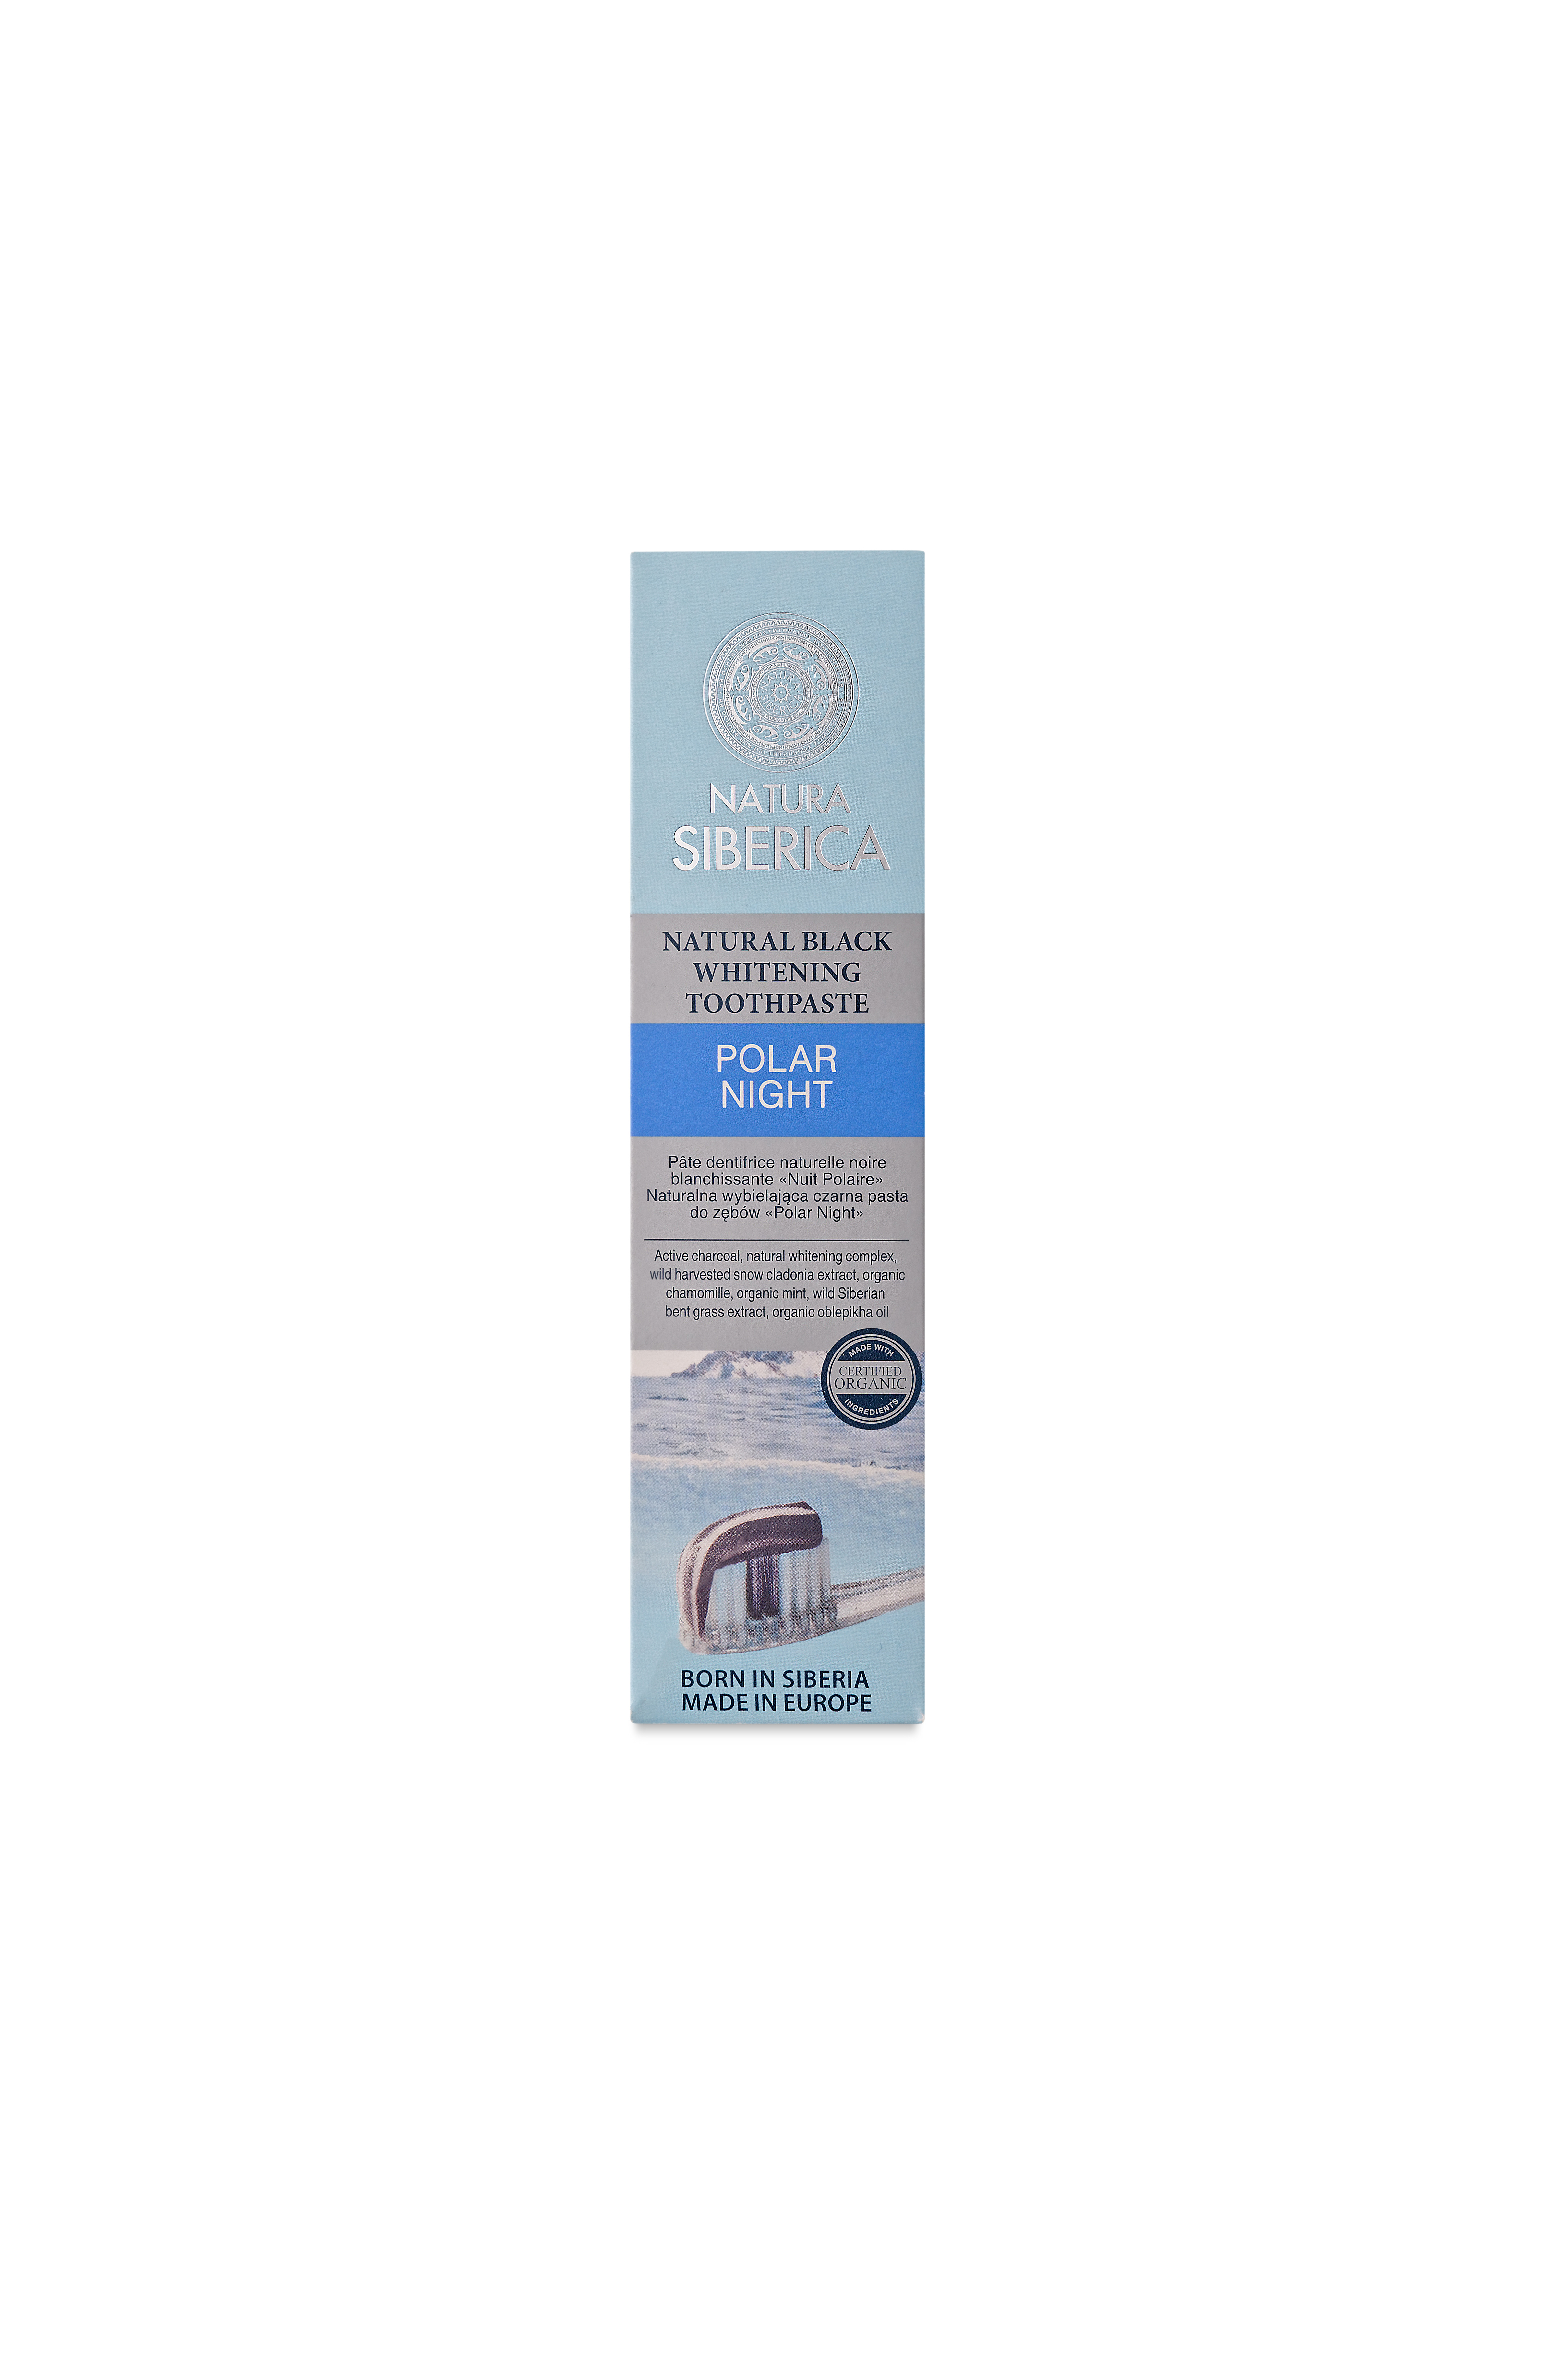 NATURA
SIBERICA
NATURA
SIBERICA
NATURAL BLACK
WHITENING
TOOTHPASTE
POLAR
NIGHT
Pâte dentifrice naturelle noire
blanchissante «Nuit Polaire»
Naturalna wybielająca czarna pasta
do zębów «Polar Night»
Active charcoal, natural whitening complex,
wild harvested snow cladonia extract, organic
chamomille, organic mint, wild Siberian
bent grass extract, organic oblepikha oil
MADE WITH
CERTIFIED
ORGANIC
INGREDIENTS
BORN IN SIBERIA
MADE IN EUROPE